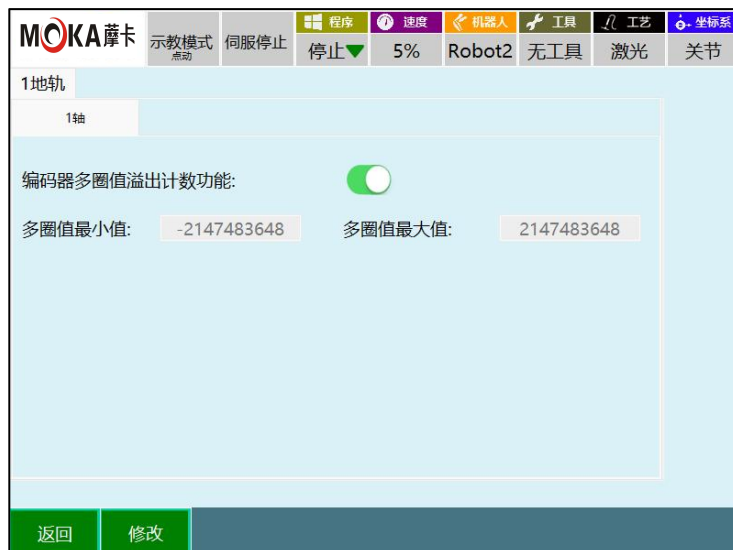 MOKA摩卡
示教模式
点动
伺服停止
程序
停止
速度
5%
机器人
Robot2
工具
无工具
工艺
激光
坐标系
关节
1地轨
1轴
编码器多圈值溢出计数功能:
多圈值最小值: -2147483648 多圈值最大值: 2147483648
返回 修改